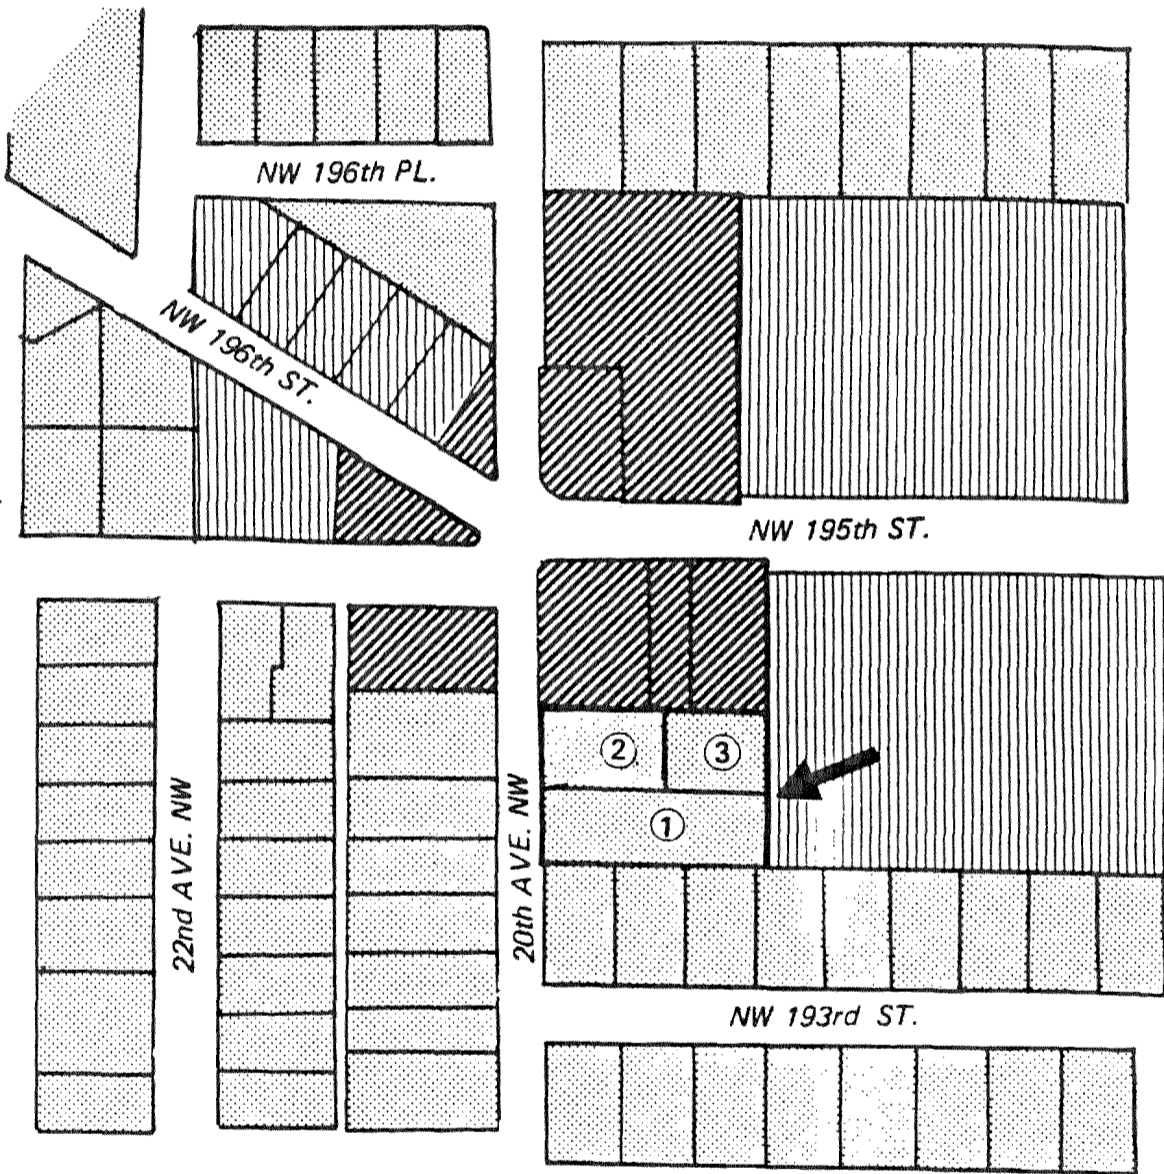 NW 196th PL.
NW 196th ST.
NW 195th ST.
②
③
①
22nd AVE. NW
20th AVE. NW
NW 193rd ST.